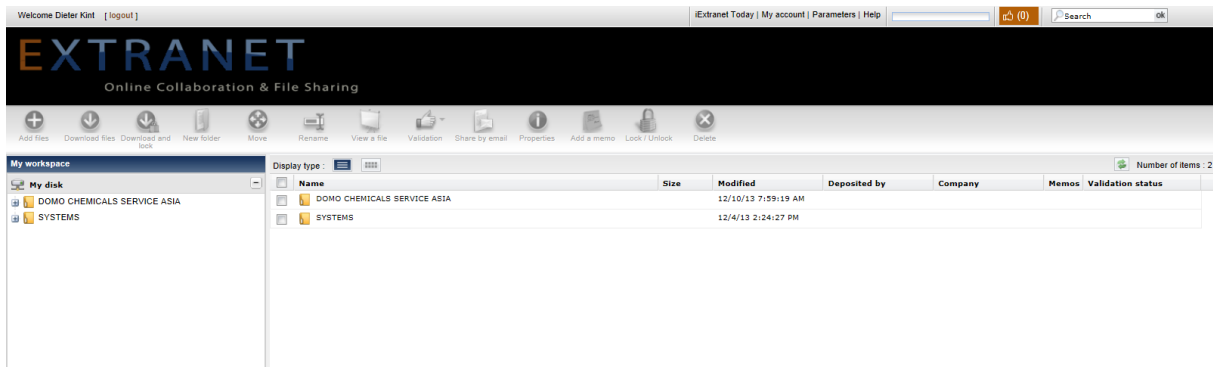 Welcome Dieter Kint [ logout ]
iExtranet Today | My account | Parameters | Help
(0)
Search
ok
EXTRANET
Online Collaboration & File Sharing
Add files
Download files
Download and lock
New folder
Move
Rename
View a file
Validation
Share by email
Properties
Add a memo
Lock / Unlock
Delete
My workspace
Display type :
Number of items : 2
My disk
Name Size Modified Deposited by Company Memos Validation status
DOMO CHEMICALS SERVICE ASIA
SYSTEMS
DOMO CHEMICALS SERVICE ASIA 12/10/13 7:59:19 AM
SYSTEMS 12/4/13 2:24:27 PM